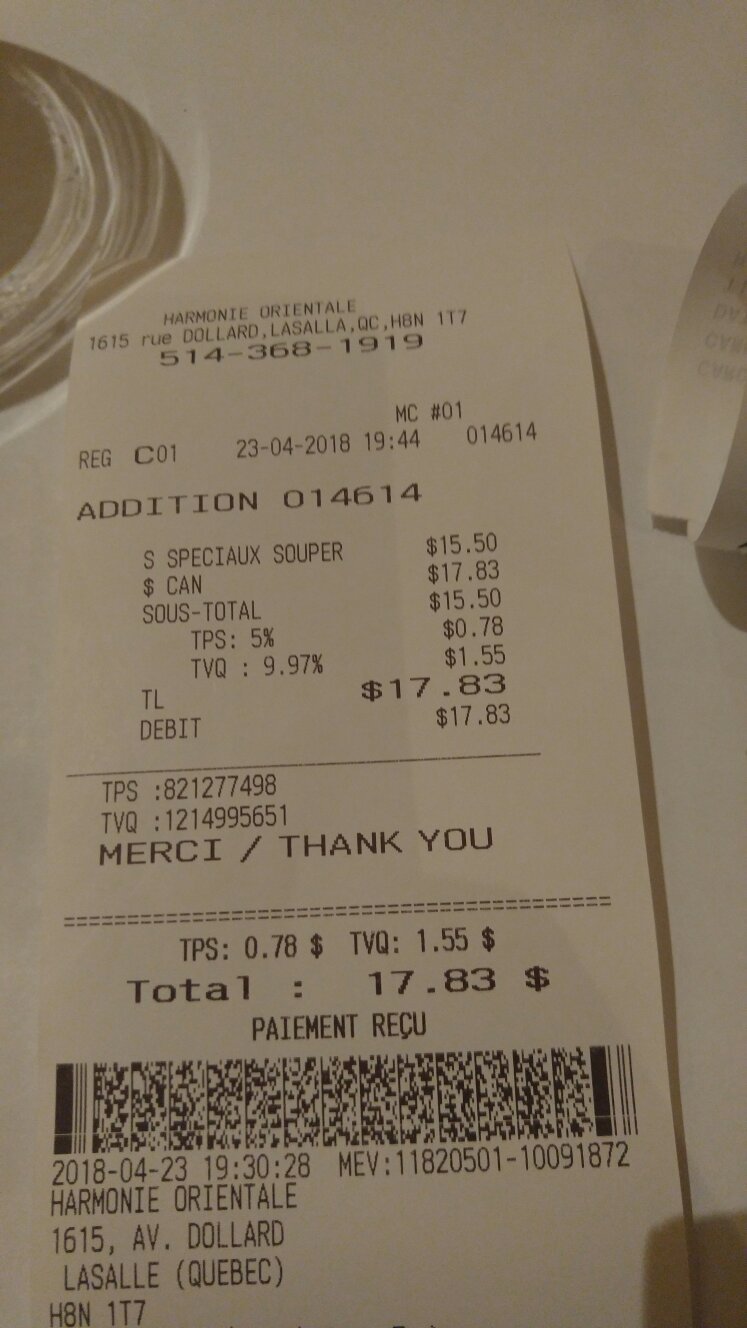 HARMONIE ORIENTALE
1615 rue DOLLARD,LASALLA,QC,H8N 1T7
514-368-1919
MC #01
REG C01 23-04-2018 19:44 014614
ADDITION 014614
S SPECIAUX SOUPER $15.50
$ CAN $17.83
SOUS-TOTAL $15.50
TPS: 5% $0.78
TVQ : 9.97% $1.55
TL $17.83
DEBIT $17.83
TPS :821277498
TVQ :1214995651
MERCI / THANK YOU
TPS: 0.78 $ TVQ: 1.55 $
Total : 17.83 $
PAIEMENT REÇU
2018-04-23 19:30:28 MEV:11820501-10091872
HARMONIE ORIENTALE
1615, AV. DOLLARD
LASALLE (QUEBEC)
H8N 1T7